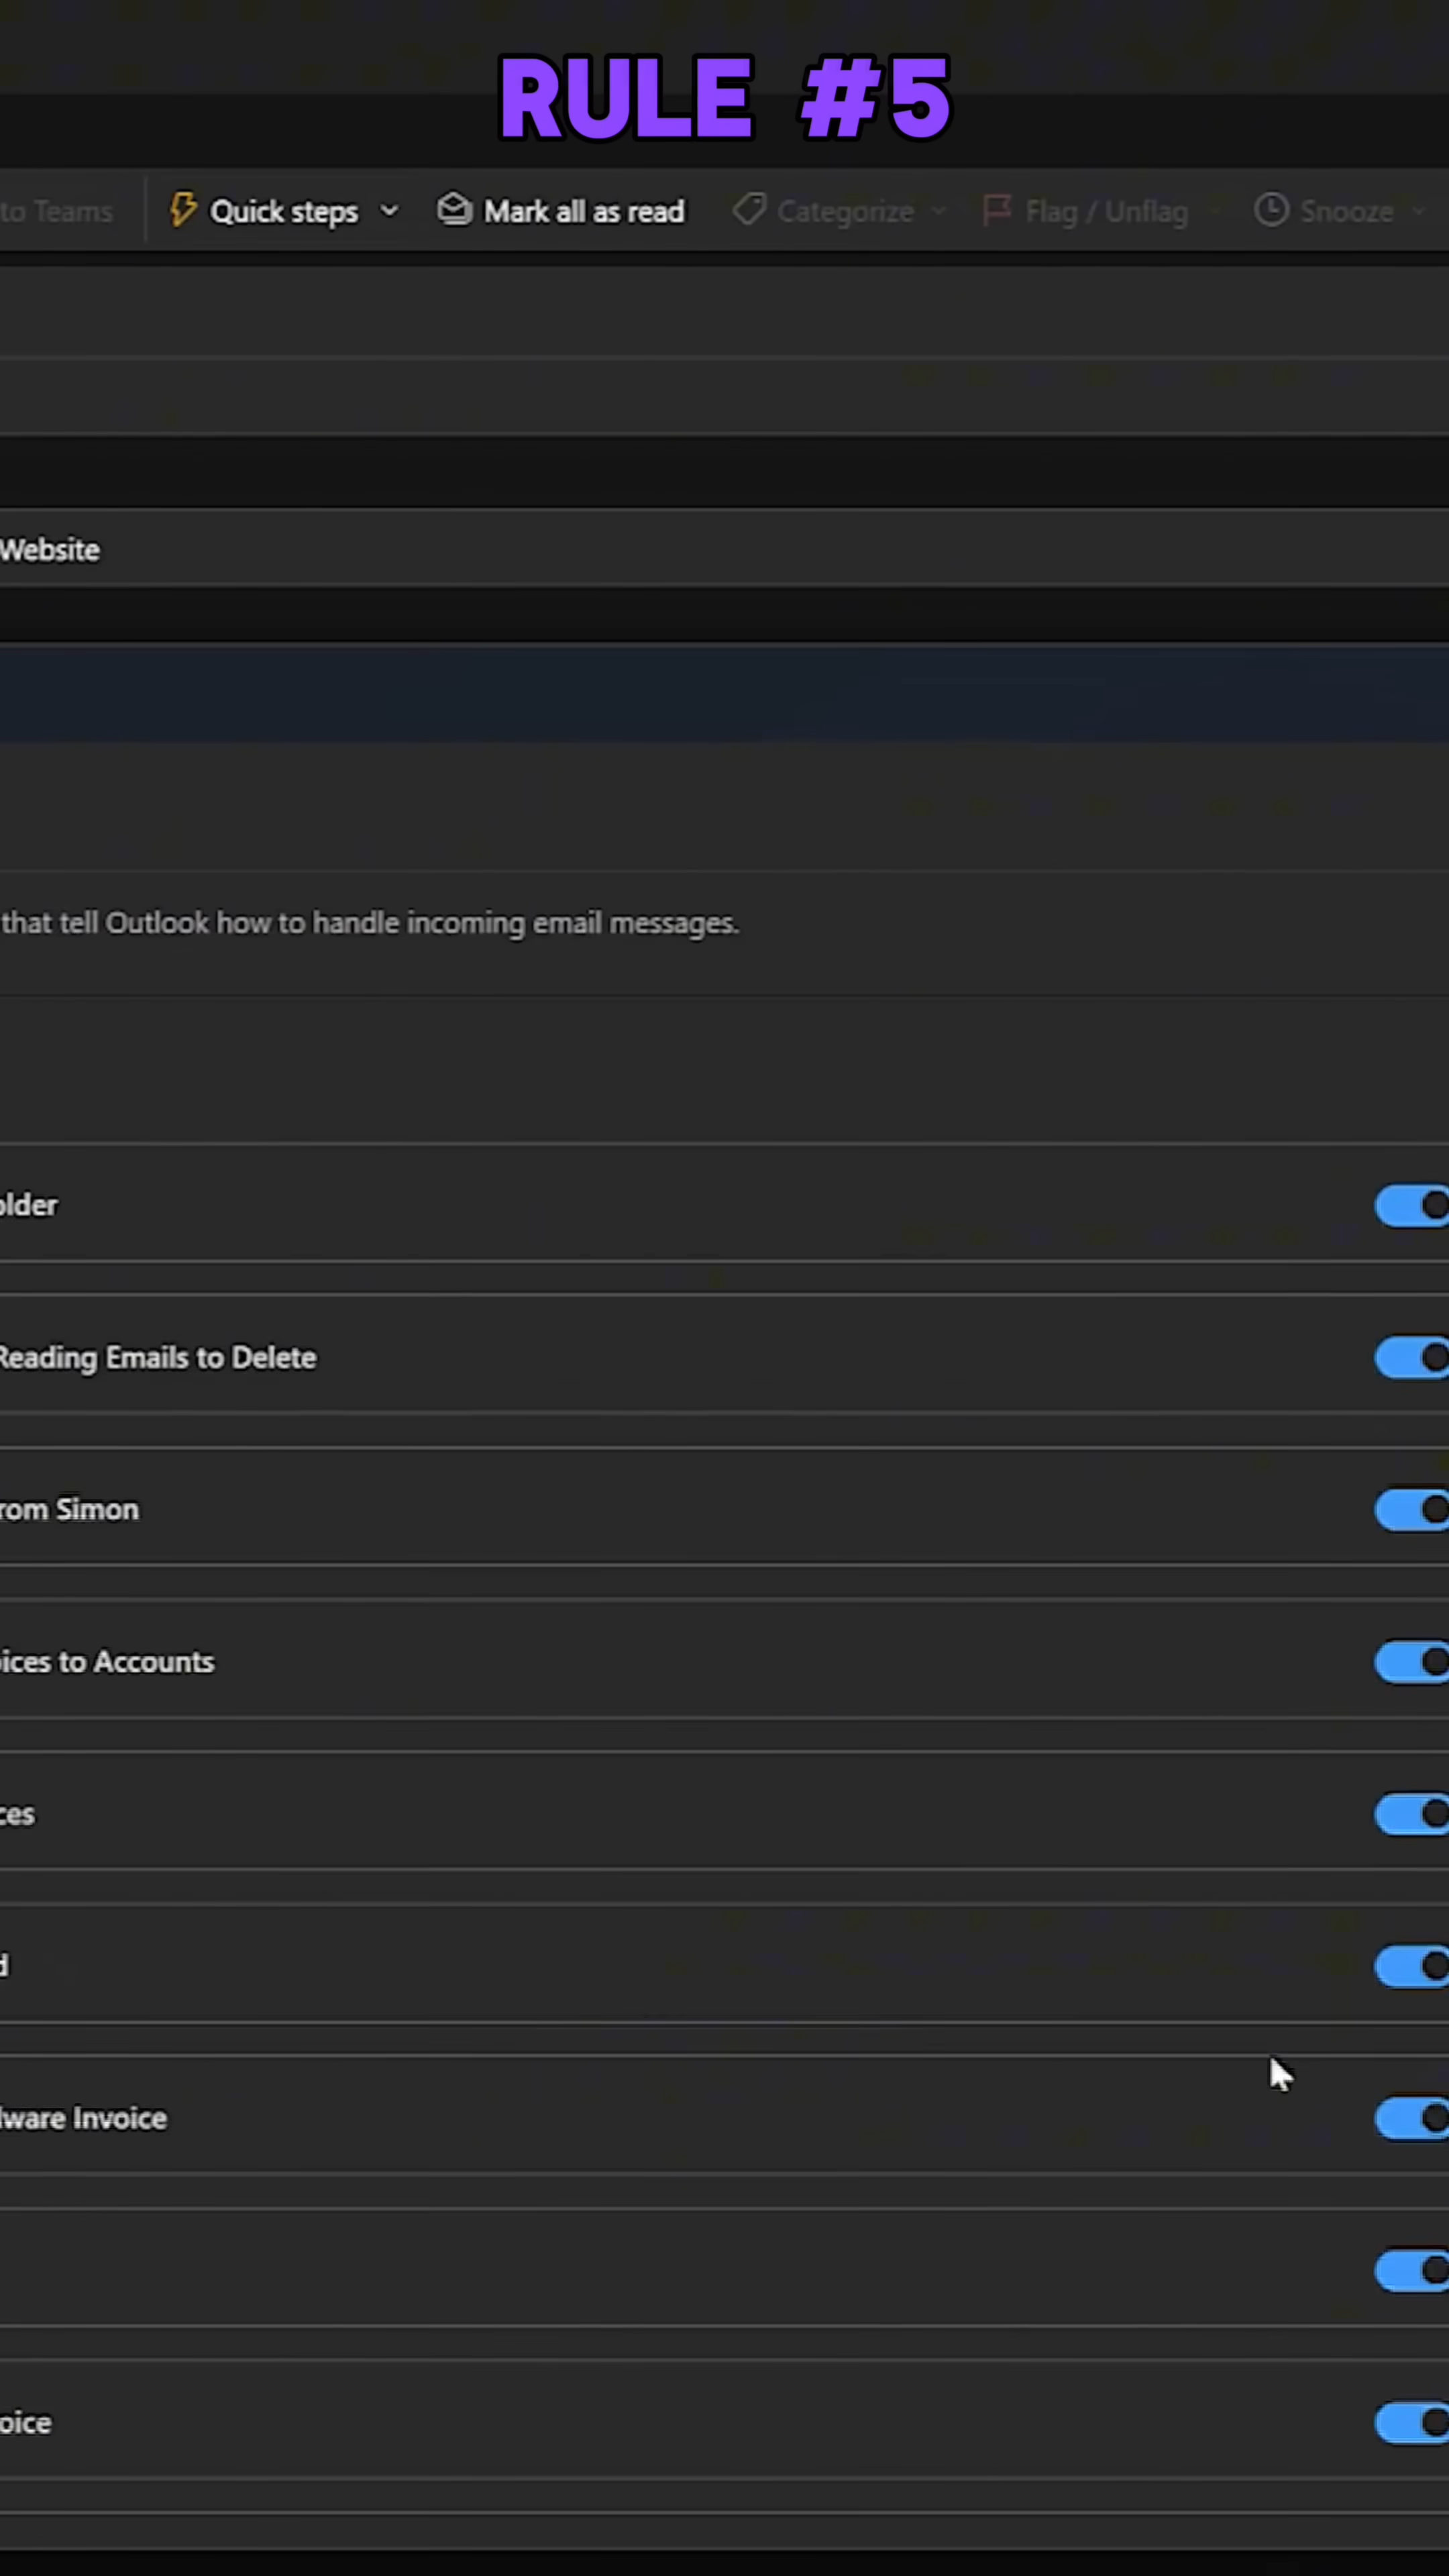 RULE #5
to Teams Quick steps Mark all as read Categorize Flag / Unflag Snooze
Website
that tell Outlook how to handle incoming email messages.
older
Reading Emails to Delete
rom Simon
oices to Accounts
ces
d
ware Invoice
oice